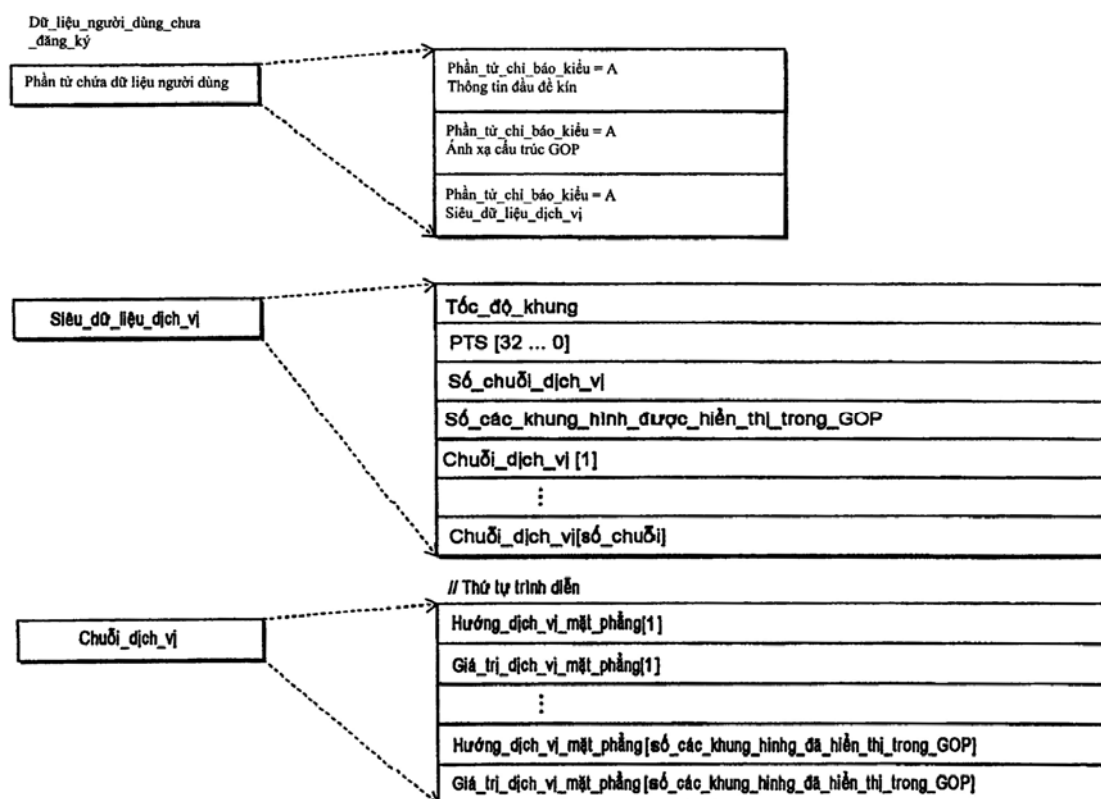 Dữ_liệu_người_dùng_chưa
_đăng_ký
Phần tử chứa dữ liệu người dùng
Phần_tử_chỉ_báo_kiểu = A
Thông tin đầu đề kín
Phần_tử_chỉ_báo_kiểu = A
Ánh xạ cấu trúc GOP
Phần_tử_chỉ_báo_kiểu = A
Siêu_dữ_liệu_dịch_vị
Siêu_dữ_liệu_dịch_vị
Tốc_độ_khung
PTS [32 ... 0]
Số_chuỗi_dịch_vị
Số_các_khung_hình_được_hiển_thị_trong_GOP
Chuỗi_dịch_vị [1]
⋮
Chuỗi_dịch_vị[số_chuỗi]
// Thứ tự trình diễn
Chuỗi_dịch_vị
Hướng_dịch_vị_mặt_phẳng[1]
Giá_trị_dịch_vị_mặt_phẳng[1]
⋮
Hướng_dịch_vị_mặt_phẳng[số_các_khung_hinhg_đã_hiển_thị_trong_GOP]
Giá_trị_dịch_vị_mặt_phẳng[số_các_khung_hinhg_đã_hiển_thị_trong_GOP]